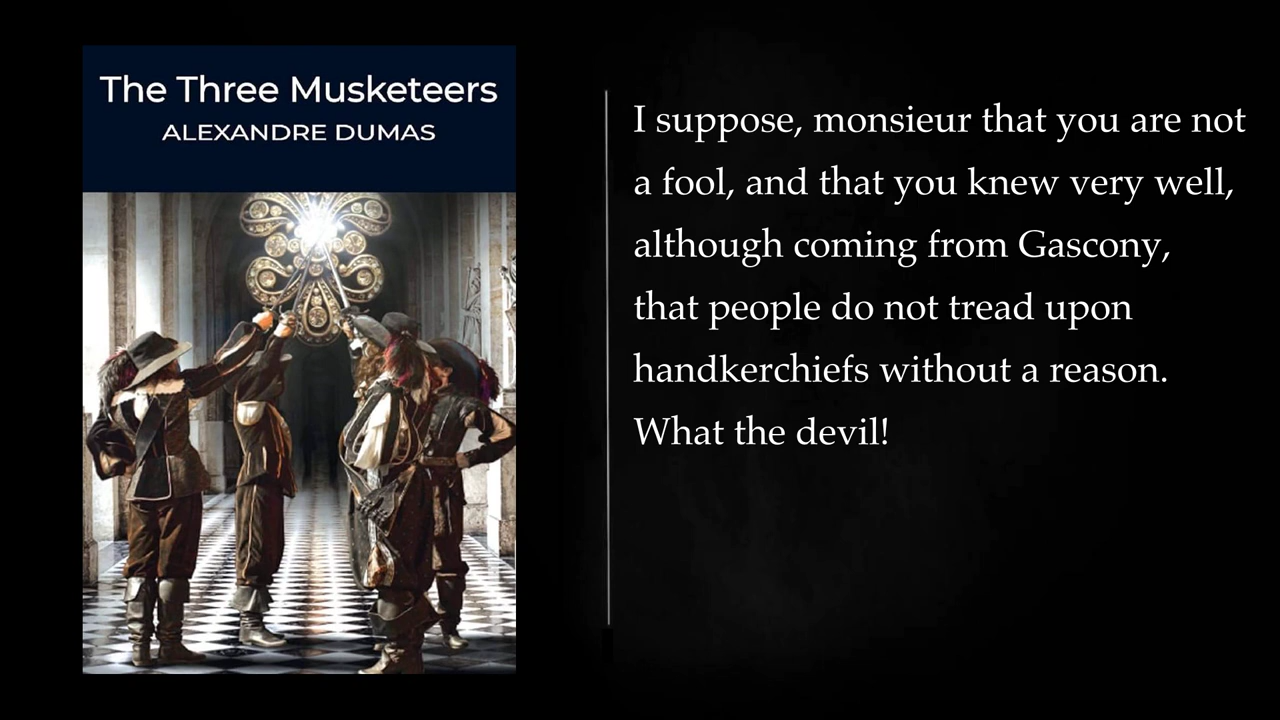 The Three Musketeers
ALEXANDRE DUMAS
I suppose, monsieur that you are not
a fool, and that you knew very well,
although coming from Gascony,
that people do not tread upon
handkerchiefs without a reason.
What the devil!